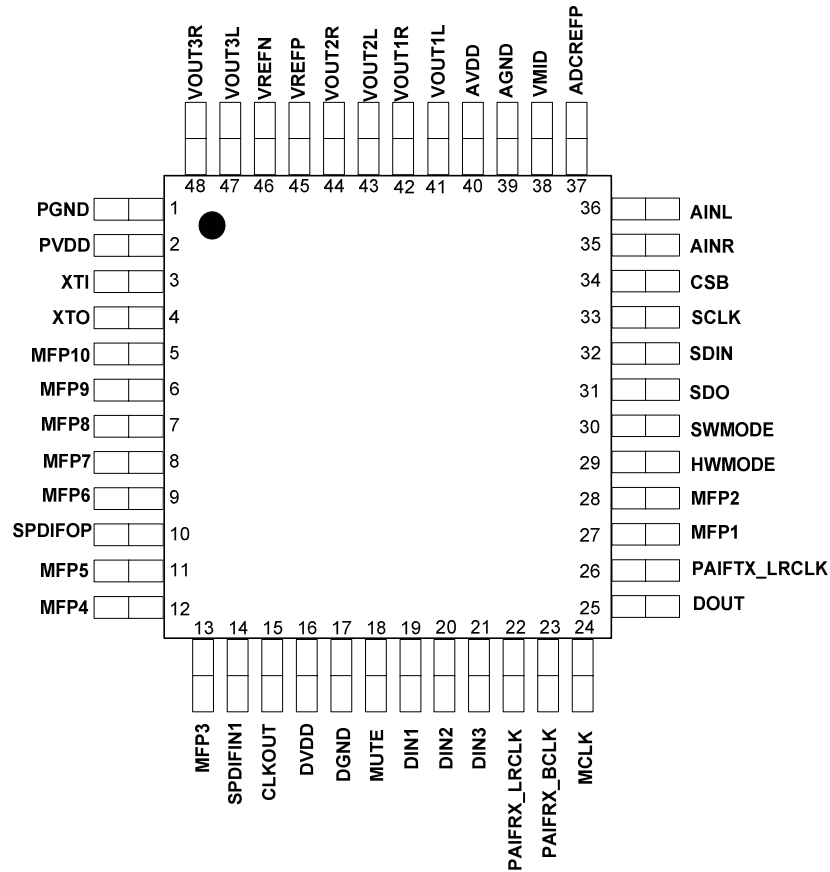 VOUT3R
VOUT3L
VREFN
VREFP
VOUT2R
VOUT2L
VOUT1R
VOUT1L
AVDD
AGND
VMID
ADCREFP
48 47 46 45 44 43 42 41 40 39 38 37
PGND 1
PVDD 2
XTI 3
XTO 4
MFP10 5
MFP9 6
MFP8 7
MFP7 8
MFP6 9
SPDIFOP 10
MFP5 11
MFP4 12
36 AINL
35 AINR
34 CSB
33 SCLK
32 SDIN
31 SDO
30 SWMODE
29 HWMODE
28 MFP2
27 MFP1
26 PAIFTX_LRCLK
25 DOUT
13 14 15 16 17 18 19 20 21 22 23 24
MFP3
SPDIFIN1
CLKOUT
DVDD
DGND
MUTE
DIN1
DIN2
DIN3
PAIFRX_LRCLK
PAIFRX_BCLK
MCLK